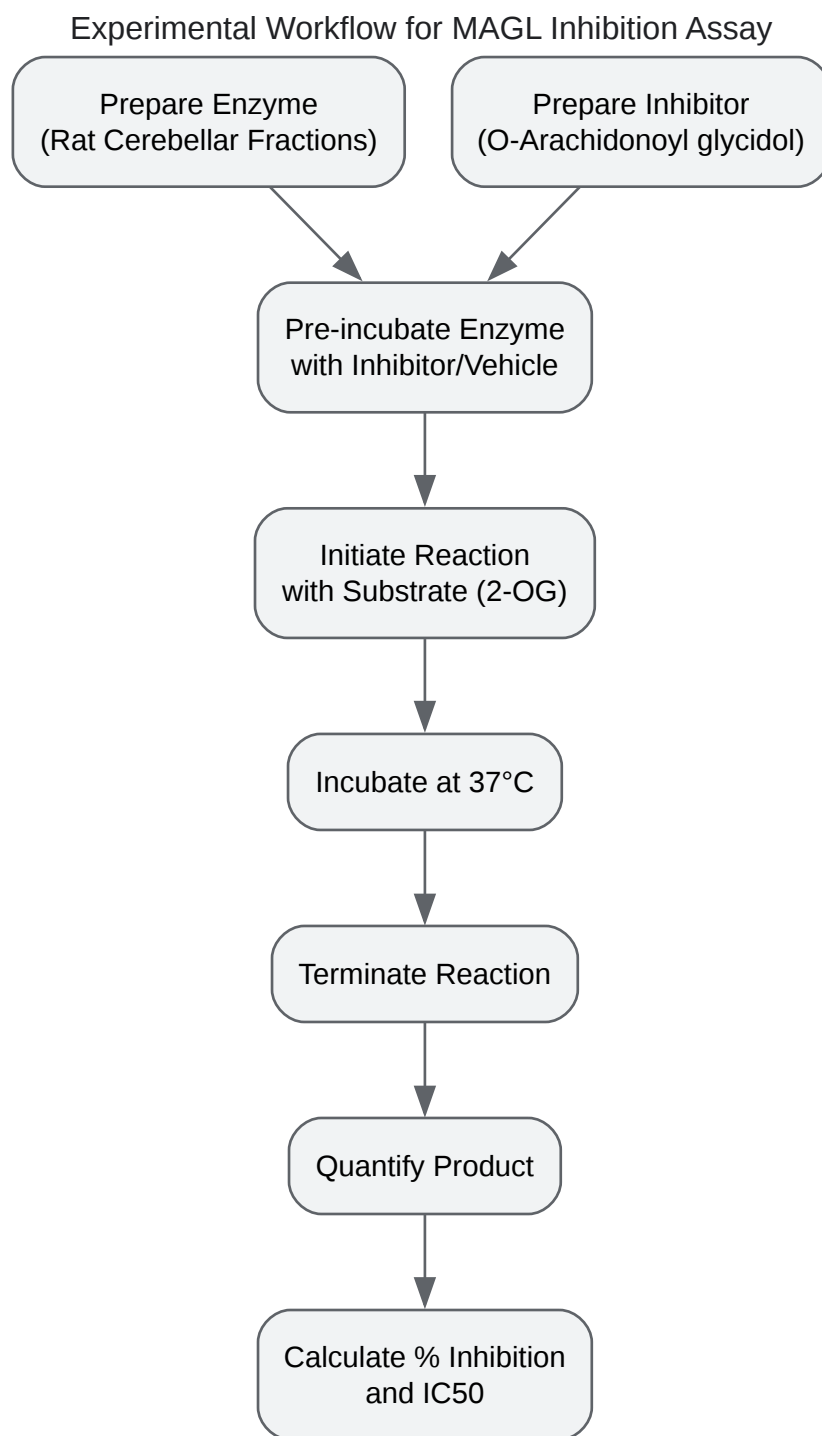 Experimental Workflow for MAGL Inhibition Assay
Prepare Enzyme
(Rat Cerebellar Fractions)
Prepare Inhibitor
(O-Arachidonoyl glycidol)
Pre-incubate Enzyme
with Inhibitor/Vehicle
Initiate Reaction
with Substrate (2-OG)
Incubate at 37°C
Terminate Reaction
Quantify Product
Calculate % Inhibition
and IC50